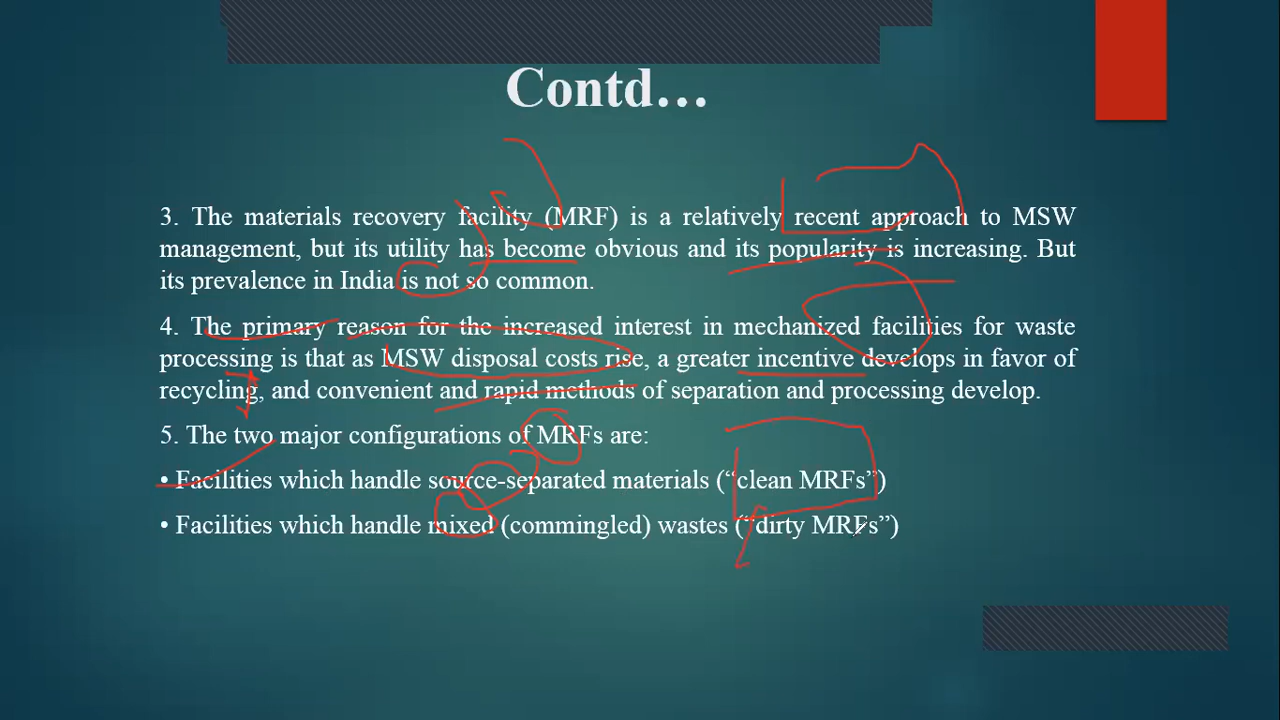 Contd…
3. The materials recovery facility (MRF) is a relatively recent approach to MSW
management, but its utility has become obvious and its popularity is increasing. But
its prevalence in India is not so common.
4. The primary reason for the increased interest in mechanized facilities for waste
processing is that as MSW disposal costs rise, a greater incentive develops in favor of
recycling, and convenient and rapid methods of separation and processing develop.
5. The two major configurations of MRFs are:
• Facilities which handle source-separated materials (“clean MRFs”)
• Facilities which handle mixed (commingled) wastes (“dirty MRFs”)